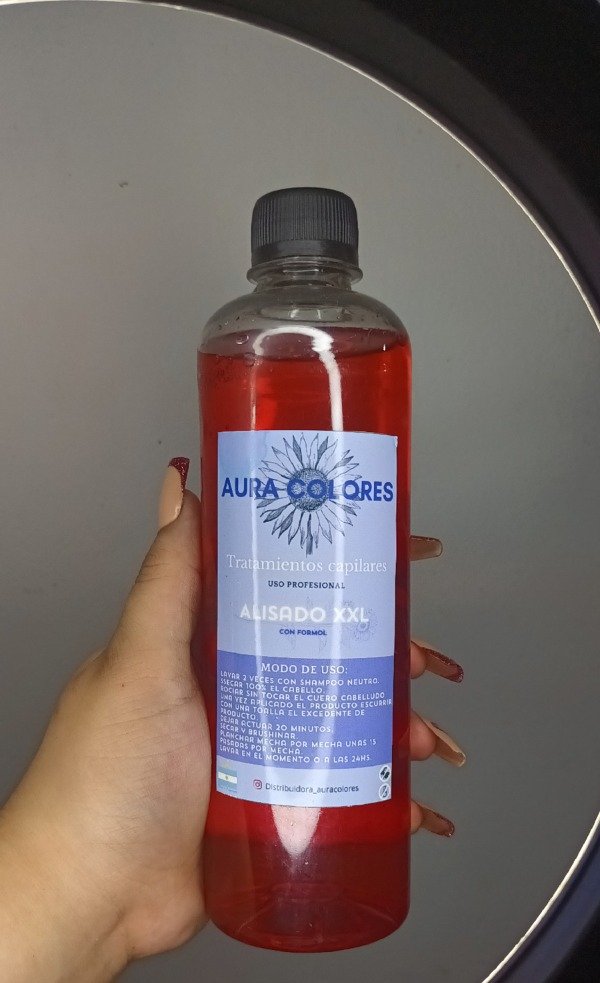 AURA COLORES
Tratamientos capilares
USO PROFESIONAL
ALISADO XXL
CON FORMOL
MODO DE USO:
LAVAR 2 VECES CON SHAMPOO NEUTRO.
SSECAR 100% EL CABELLO.
ROCIAR SIN TOCAR EL CUERO CABELLUDO
UNA VEZ APLICADO EL PRODUCTO ESCURRIR
CON UNA TOALLA EL EXCEDENTE DE
PRODUCTO.
DEJAR ACTUAR 20 MINUTOS.
SECAR Y BRUSHINAR.
PLANCHAR MECHA POR MECHA UNAS 15
PASADAS POR MECHA.
LAVAR EN EL MOMENTO O A LAS 24HS.
Distribuidora_auracolores